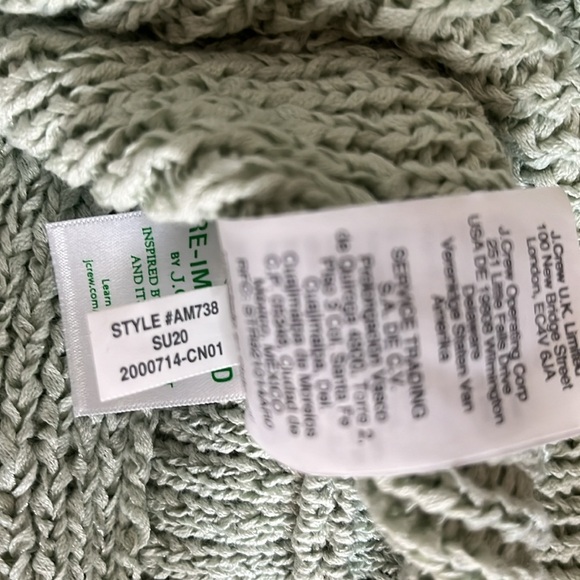 RE-IM
D
BY J.
INSPIRED B
AND IT
Learn
jcrew.com
STYLE #AM738
SU20
2000714-CN01
J.Crew U.K. Limited
100 New Bridge Street
London, EC4V 6JA
J.Crew Operating Corp
251 Little Falls Drive
USA DE 19808 Wilmington
Delaware
Vereinigte Staten Van
Amerika
SERVICE TRADING
S.A. DE C.V.
Prolongación Vasco
de Quiroga 4800, Torre 2,
Piso 3 Col. Santa Fe
Cuajimalpa, Del.
Cuajimalpa de Morelos
C.P. Ciudad de
MÉXICO